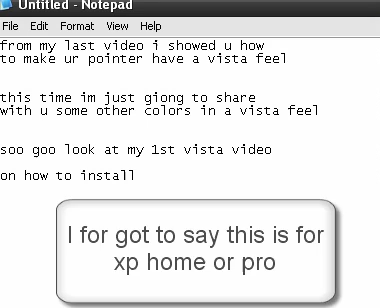 Untitled - Notepad
File Edit Format View Help
from my last video i showed u how
to make ur pointer have a vista feel
this time im just giong to share
with u some other colors in a vista feel
soo goo look at my 1st vista video
on how to install
I for got to say this is for
xp home or pro